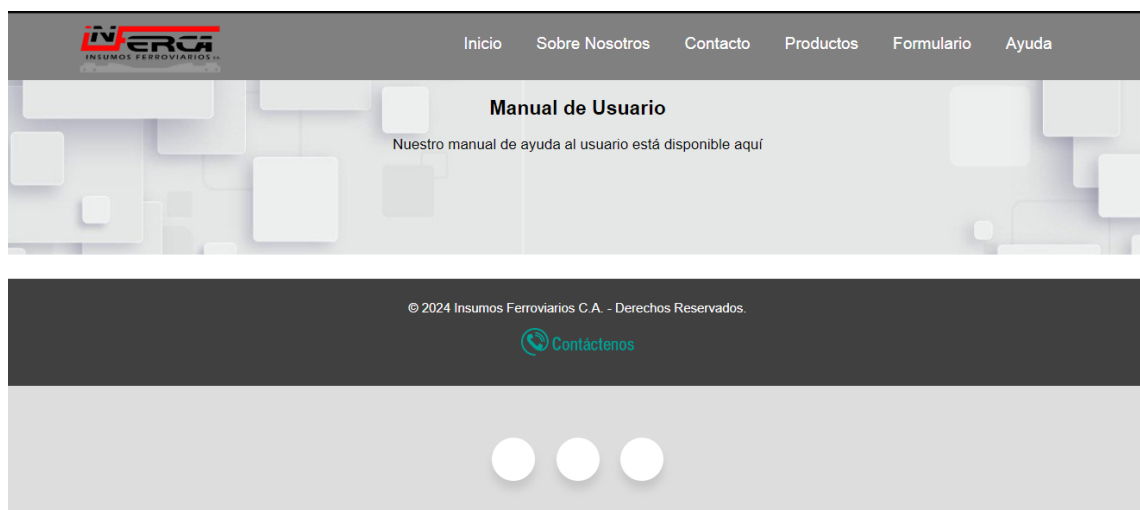 INFERCA
INSUMOS FERROVIARIOS C.A.
Inicio Sobre Nosotros Contacto Productos Formulario Ayuda
Manual de Usuario
Nuestro manual de ayuda al usuario está disponible aquí
© 2024 Insumos Ferroviarios C.A. - Derechos Reservados.
Contáctenos